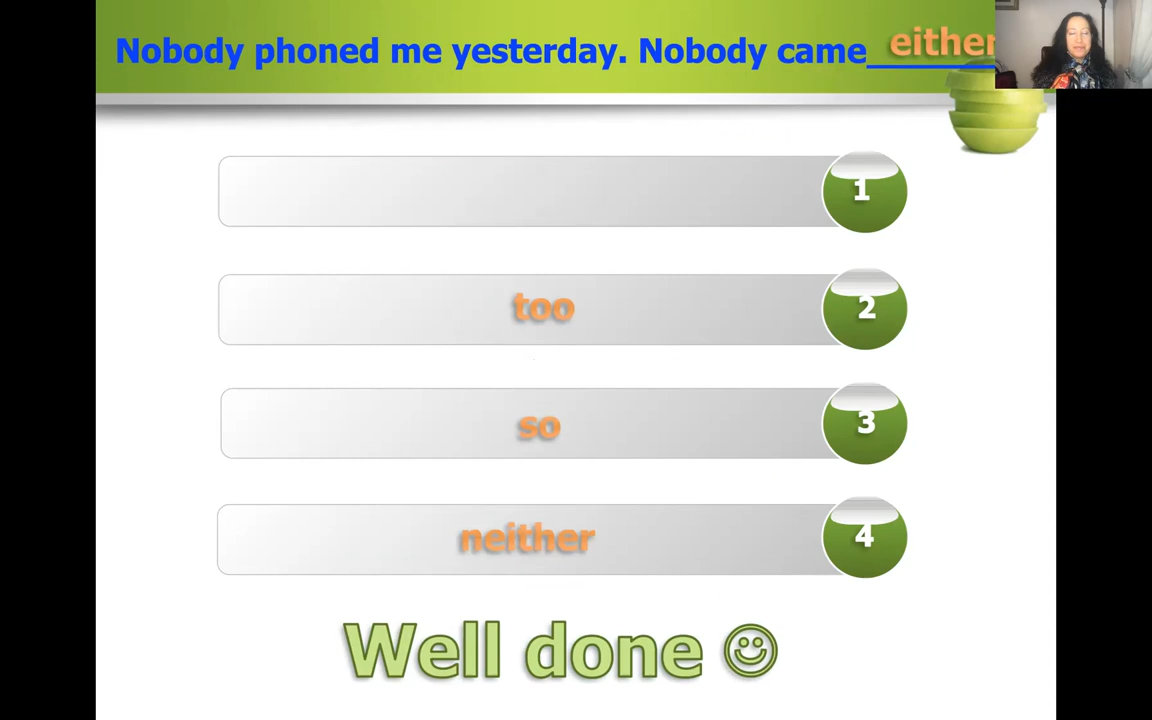 Nobody phoned me yesterday. Nobody came either
1
too 2
so 3
neither 4
Well done ☺